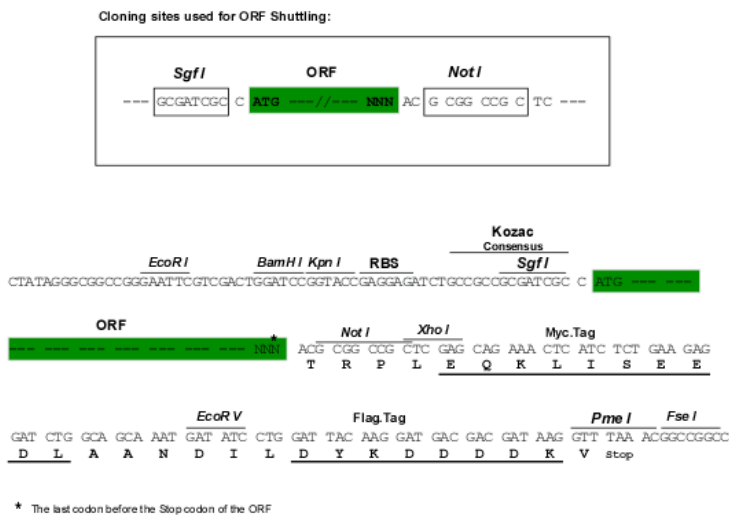 Cloning sites used for ORF Shuttling:
Sgf I ORF Not I
--- GCGATCGC C ATG ---//--- NNN AC G CGG CCG C TC ---
Kozac
Consensus
EcoR I BamH I Kpn I RBS Sgf I
CTATAGGGCGGCCGGGAATTCGTCGACTGGATCCGGTACCGAGGAGATCTGCCGCCGCGATCGC C ATG --- ---
ORF
Not I Xho I Myc.Tag
--- --- --- --- --- --- --- --- NNN* ACG CGG CCG CTC GAG CAG AAA CTC ATC TCT GAA GAG
T R P L E Q K L I S E E
EcoR V Flag.Tag Pme I Fse I
GAT CTG GCA GCA AAT GAT ATC CTG GAT TAC AAG GAT GAC GAC GAT AAG GTT TAA ACGGCCGGCC
D L A A N D I L D Y K D D D D K V Stop
* The last codon before the Stop codon of the ORF